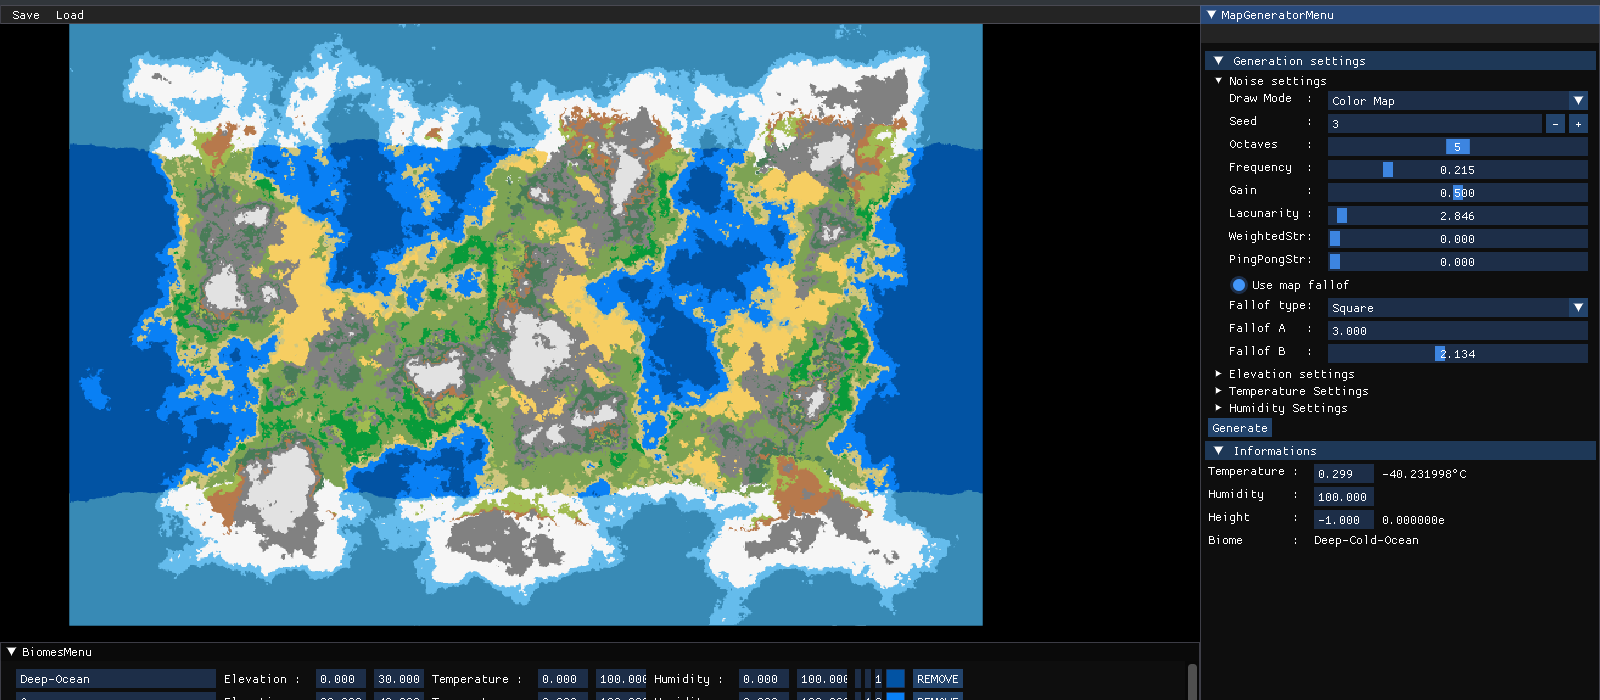 Save Load
MapGeneratorMenu
Generation settings
Noise settings
Draw Mode : Color Map
Seed : 3 - +
Octaves : 5
Frequency : 0.215
Gain : 0.500
Lacunarity : 2.846
WeightedStr: 0.000
PingPongStr: 0.000
Use map fallof
Fallof type: Square
Fallof A : 3.000
Fallof B : 2.134
Elevation settings
Temperature Settings
Humidity Settings
Generate
Informations
Temperature : 0.299 -40.231998°C
Humidity : 100.000
Height : -1.000 0.000000e
Biome : Deep-Cold-Ocean
BiomesMenu
Deep-Ocean Elevation : 0.000 30.000 Temperature : 0.000 100.000 Humidity : 0.000 100.000 1 REMOVE
REMOVE